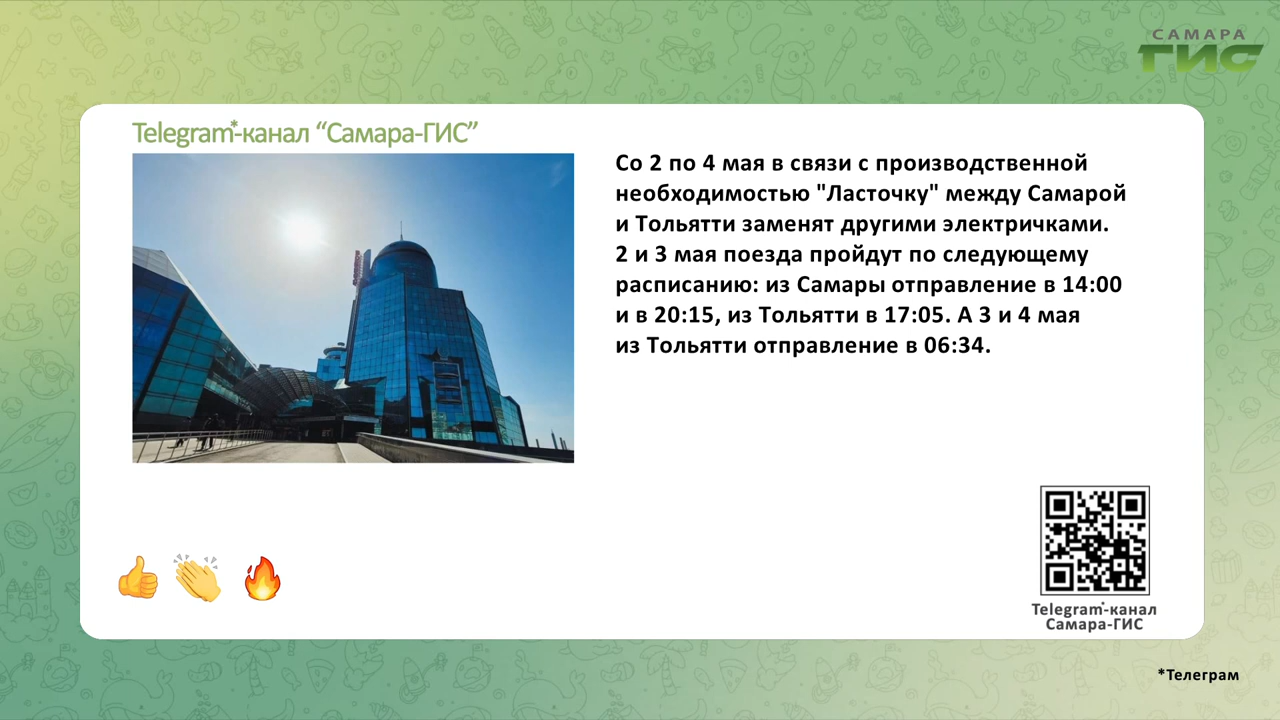 САМАРА
ГИС
Telegram*-канал “Самара-ГИС”
Со 2 по 4 мая в связи с производственной
необходимостью "Ласточку" между Самарой
и Тольятти заменят другими электричками.
2 и 3 мая поезда пройдут по следующему
расписанию: из Самары отправление в 14:00
и в 20:15, из Тольятти в 17:05. А 3 и 4 мая
из Тольятти отправление в 06:34.
Telegram*-канал
Самара-ГИС
*Телеграм